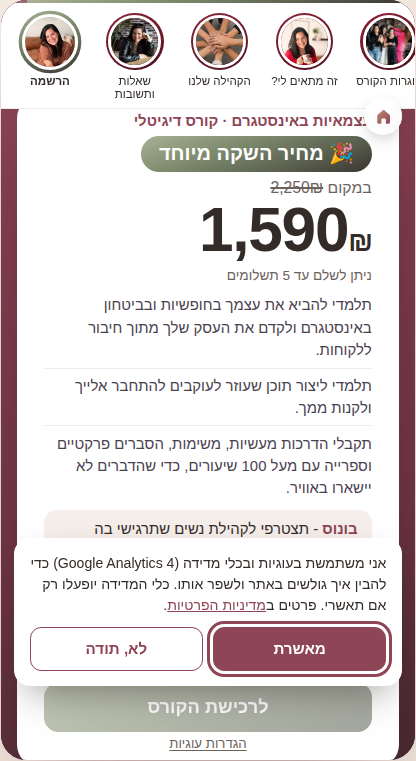 הרשמה
שאלות
ותשובות
הקהילה שלנו
זה מתאים לי?
וגרות הקורס
עצמאיות באינסטגרם · קורס דיגיטלי
🎉 מחיר השקה מיוחד
במקום ₪2,250
₪1,590
ניתן לשלם עד 5 תשלומים
תלמדי להביא את עצמך בחופשיות ובביטחון
באינסטגרם ולקדם את העסק שלך מתוך חיבור
ללקוחות.
תלמדי ליצור תוכן שעוזר לעוקבים להתחבר אלייך
ולקנות ממך.
תקבלי הדרכות מעשיות, משימות, הסברים פרקטיים
וספרייה עם מעל 100 שיעורים, כדי שהדברים לא
יישארו באוויר.
בונוס - תצטרפי לקהילת נשים שתרגישי בה
אני משתמשת בעוגיות ובכלי מדידה (Google Analytics 4) כדי
להבין איך גולשים באתר ולשפר אותו. כלי המדידה יופעלו רק
אם תאשרי. פרטים במדיניות הפרטיות.
מאשרת
לא, תודה
לרכישת הקורס
הגדרות עוגיות